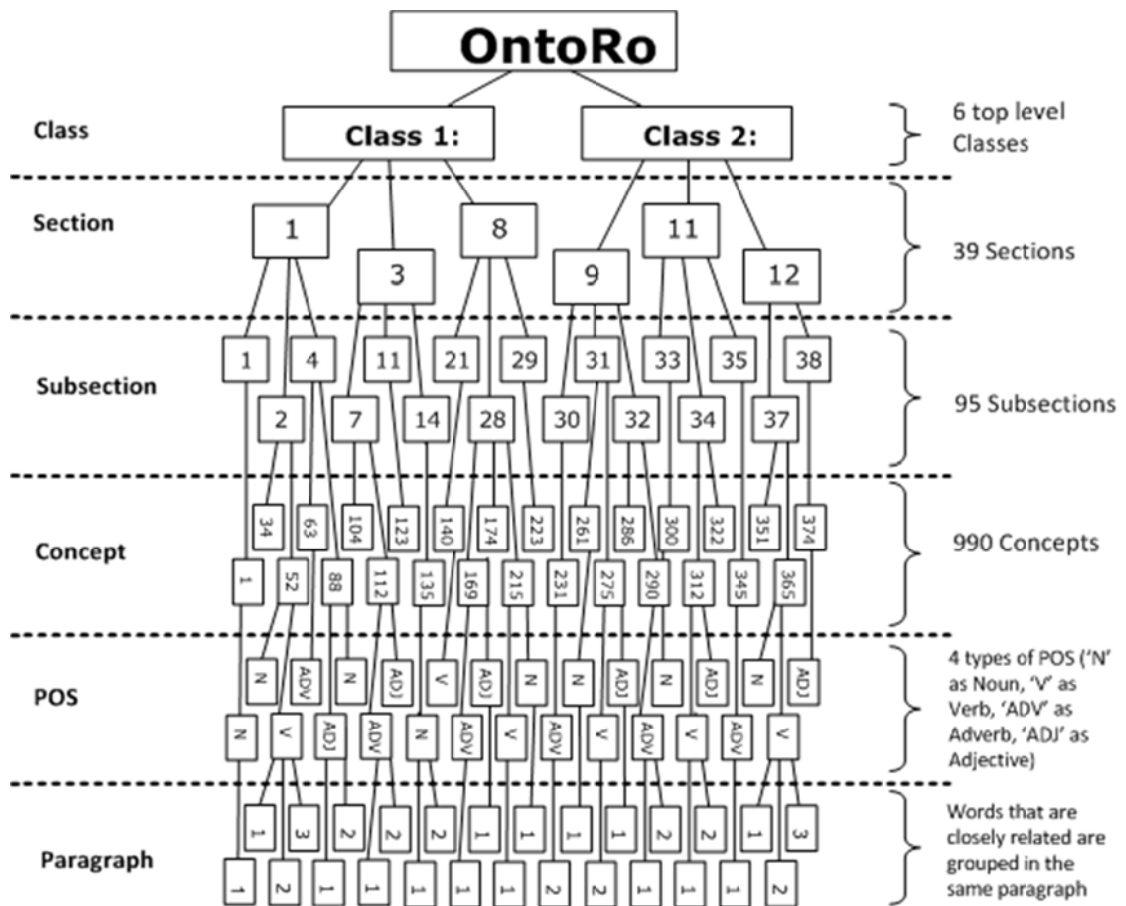 OntoRo
Class
Class 1:
Class 2:
6 top level
Classes
Section
1
8
11
3
9
12
39 Sections
Subsection
1
4
11
21
29
31
33
35
38
2
7
14
28
30
32
34
37
95 Subsections
Concept
34
63
104
123
140
174
223
261
286
300
322
351
374
1
52
88
112
135
169
215
231
275
290
312
345
365
990 Concepts
POS
N
ADV
N
ADJ
V
ADJ
N
N
ADJ
N
ADJ
N
ADJ
N
V
ADJ
ADV
N
ADV
V
ADV
V
ADV
V
ADV
V
4 types of POS ('N'
as Noun, 'V' as
Verb, 'ADV' as
Adverb, 'ADJ' as
Adjective)
Paragraph
1
3
2
2
2
1
1
1
1
2
2
1
3
1
2
1
1
1
1
1
2
2
1
1
1
2
Words that are
closely related are
grouped in the
same paragraph